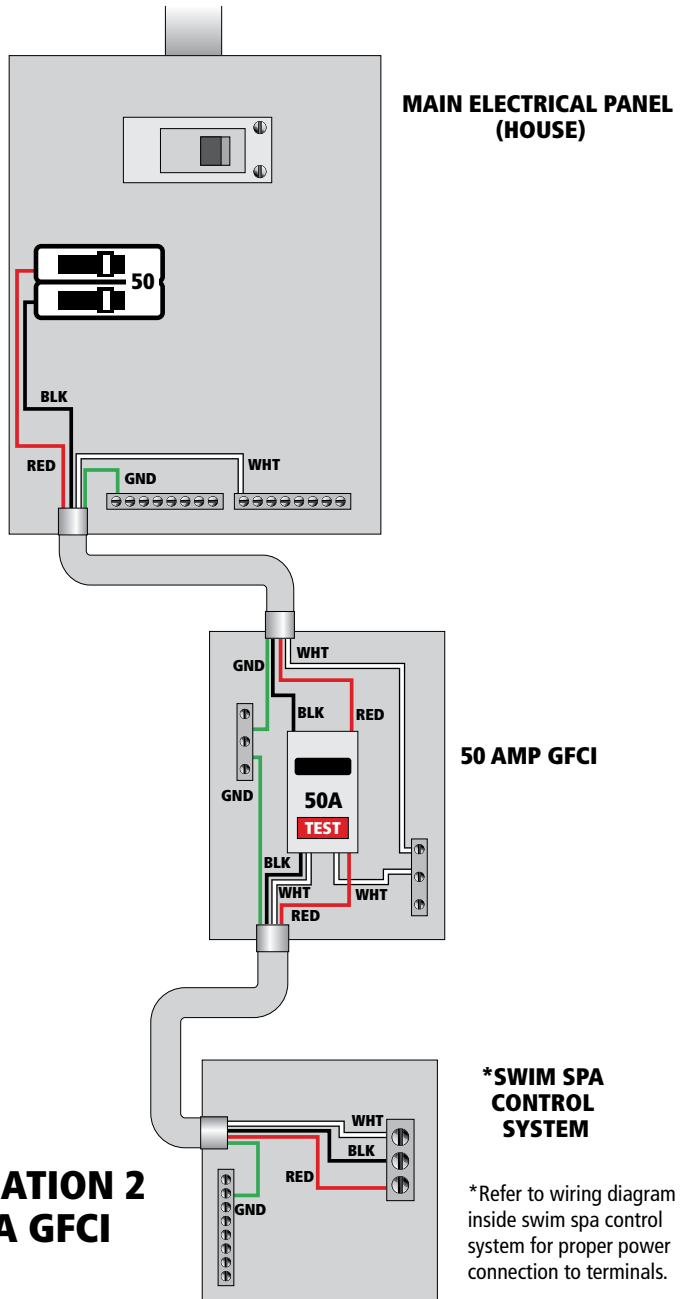 MAIN ELECTRICAL PANEL
(HOUSE)
50
BLK
RED
GND
WHT
WHT
GND
BLK
RED
50 AMP GFCI
GND
50A
TEST
BLK
WHT
WHT
RED
*SWIM SPA
CONTROL
SYSTEM
WHT
BLK
RED
GND
ATION 2
A GFCI
*Refer to wiring diagram
inside swim spa control
system for proper power
connection to terminals.